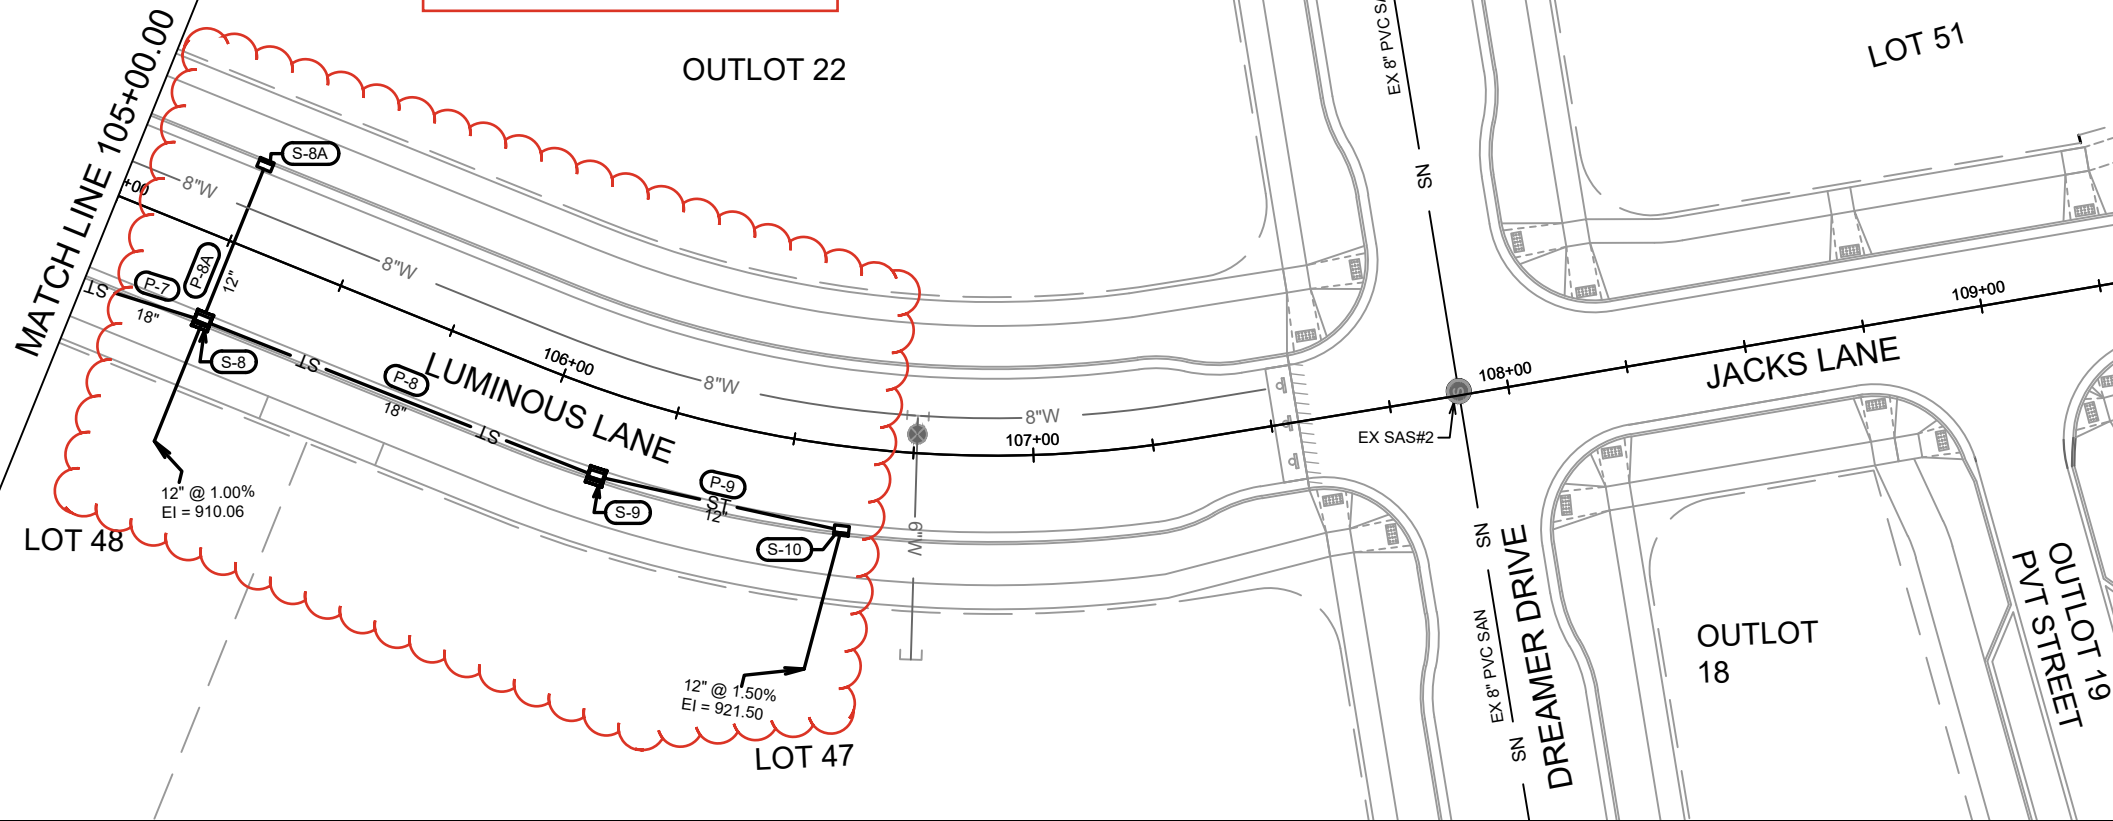 MATCH LINE 105+00.00
OUTLOT 22
EX 8" PVC SA
LOT 51
SN
S-8A
+00
8"W
P-8A
12"
P-7
ST
18"
8"W
S-8
ST
P-8
18"
LUMINOUS LANE
106+00
8"W
ST
8"W
107+00
EX SAS#2
S
108+00
JACKS LANE
109+00
P-9
ST
12"
S-9
S-10
6"W
12" @ 1.00%
EI = 910.06
LOT 48
12" @ 1.50%
EI = 921.50
LOT 47
SN
EX 8" PVC SAN
SN
DREAMER DRIVE
OUTLOT
18
OUTLOT 19
PVT STREET